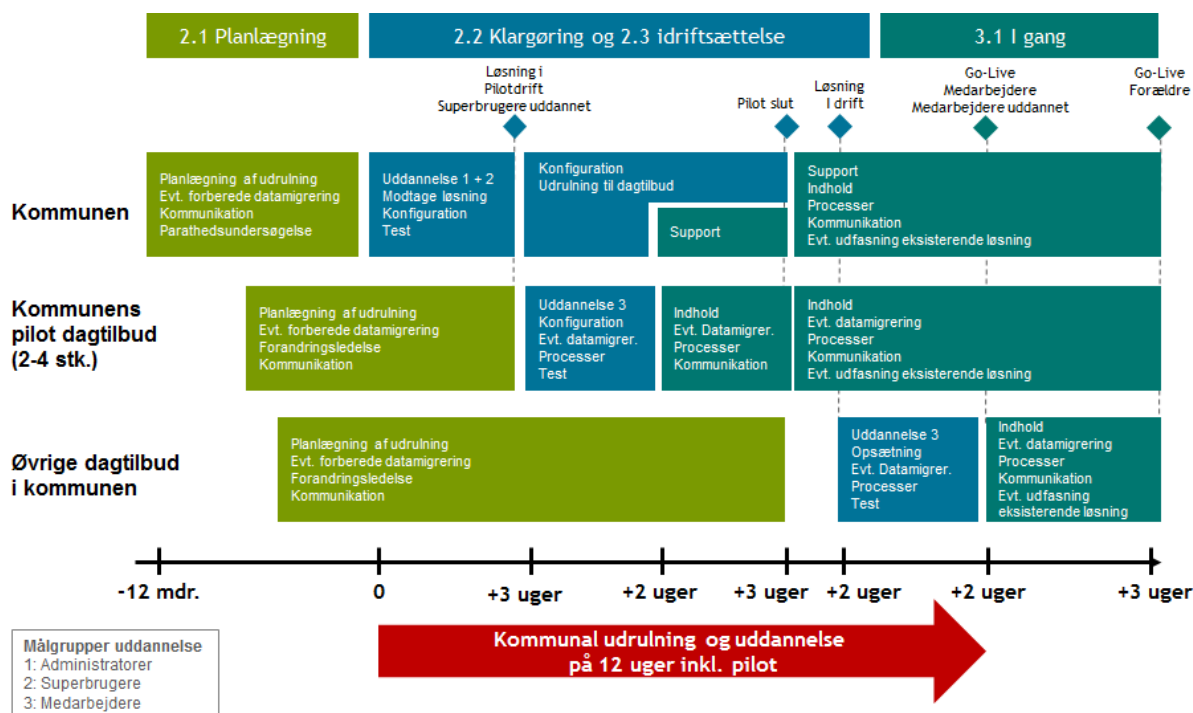 2.1 Planlægning
2.2 Klargøring og 2.3 idriftsættelse
3.1 I gang
Løsning i
Pilotdrift
Superbrugere uddannet
Pilot slut
Løsning
I drift
Go-Live
Medarbejdere
Medarbejdere uddannet
Go-Live
Forældre
Kommunen
Planlægning af udrulning
Evt. forberede datamigrering
Kommunikation
Parathedsundersøgelse
Uddannelse 1 + 2
Modtage løsning
Konfiguration
Test
Konfiguration
Udrulning til dagtilbud
Support
Support
Indhold
Processer
Kommunikation
Evt. udfasning eksisterende løsning
Kommunens
pilot dagtilbud
(2-4 stk.)
Planlægning af udrulning
Evt. forberede datamigrering
Forandringsledelse
Kommunikation
Uddannelse 3
Konfiguration
Evt. datamigrer.
Processer
Test
Indhold
Evt. Datamigrer.
Processer
Kommunikation
Indhold
Evt. datamigrering
Processer
Kommunikation
Evt. udfasning eksisterende løsning
Øvrige dagtilbud
i kommunen
Planlægning af udrulning
Evt. forberede datamigrering
Forandringsledelse
Kommunikation
Uddannelse 3
Opsætning
Evt. Datamigrer.
Processer
Test
Indhold
Evt. datamigrering
Processer
Kommunikation
Evt. udfasning
eksisterende løsning
-12 mdr.
0
+3 uger
+2 uger
+3 uger
+2 uger
+2 uger
+3 uger
Kommunal udrulning og uddannelse
på 12 uger inkl. pilot
Målgrupper uddannelse
1: Administratorer
2: Superbrugere
3: Medarbejdere